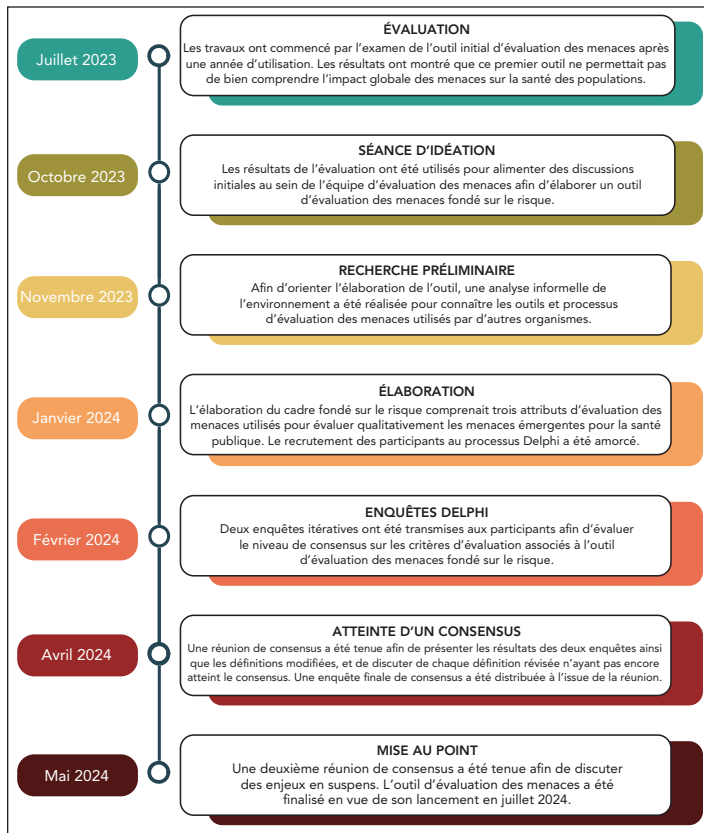 Juillet 2023
ÉVALUATION
Les travaux ont commencé par l'examen de l'outil initial d'évaluation des menaces après
une année d'utilisation. Les résultats ont montré que ce premier outil ne permettait pas
de bien comprendre l'impact globale des menaces sur la santé des populations.
Octobre 2023
SÉANCE D'IDÉATION
Les résultats de l'évaluation ont été utilisés pour alimenter des discussions
initiales au sein de l'équipe d'évaluation des menaces afin d'élaborer un outil
d'évaluation des menaces fondé sur le risque.
Novembre 2023
RECHERCHE PRÉLIMINAIRE
Afin d'orienter l'élaboration de l'outil, une analyse informelle de
l'environnement a été réalisée pour connaître les outils et processus
d'évaluation des menaces utilisés par d'autres organismes.
Janvier 2024
ÉLABORATION
L'élaboration du cadre fondé sur le risque comprenait trois attributs d'évaluation des
menaces utilisés pour évaluer qualitativement les menaces émergentes pour la santé
publique. Le recrutement des participants au processus Delphi a été amorcé.
Février 2024
ENQUÊTES DELPHI
Deux enquêtes itératives ont été transmises aux participants afin d'évaluer
le niveau de consensus sur les critères d'évaluation associés à l'outil
d'évaluation des menaces fondé sur le risque.
Avril 2024
ATTEINTE D'UN CONSENSUS
Une réunion de consensus a été tenue afin de présenter les résultats des deux enquêtes ainsi
que les définitions modifiées, et de discuter de chaque définition révisée n'ayant pas encore
atteint le consensus. Une enquête finale de consensus a été distribuée à l'issue de la réunion.
Mai 2024
MISE AU POINT
Une deuxième réunion de consensus a été tenue afin de discuter
des enjeux en suspens. L'outil d'évaluation des menaces a été
finalisé en vue de son lancement en juillet 2024.